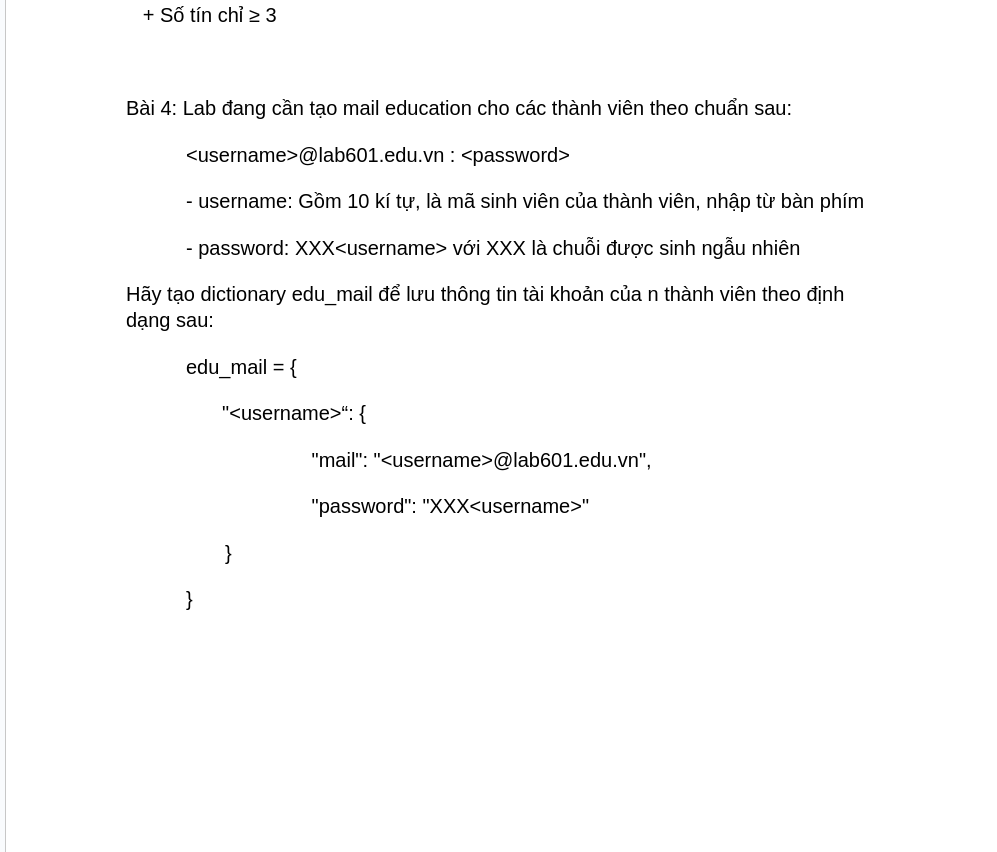 + Số tín chỉ ≥ 3
Bài 4: Lab đang cần tạo mail education cho các thành viên theo chuẩn sau:
<username>@lab601.edu.vn : <password>
- username: Gồm 10 kí tự, là mã sinh viên của thành viên, nhập từ bàn phím
- password: XXX<username> với XXX là chuỗi được sinh ngẫu nhiên
Hãy tạo dictionary edu_mail để lưu thông tin tài khoản của n thành viên theo định
dạng sau:
edu_mail = {
"<username>“: {
"mail": "<username>@lab601.edu.vn",
"password": "XXX<username>"
}
}